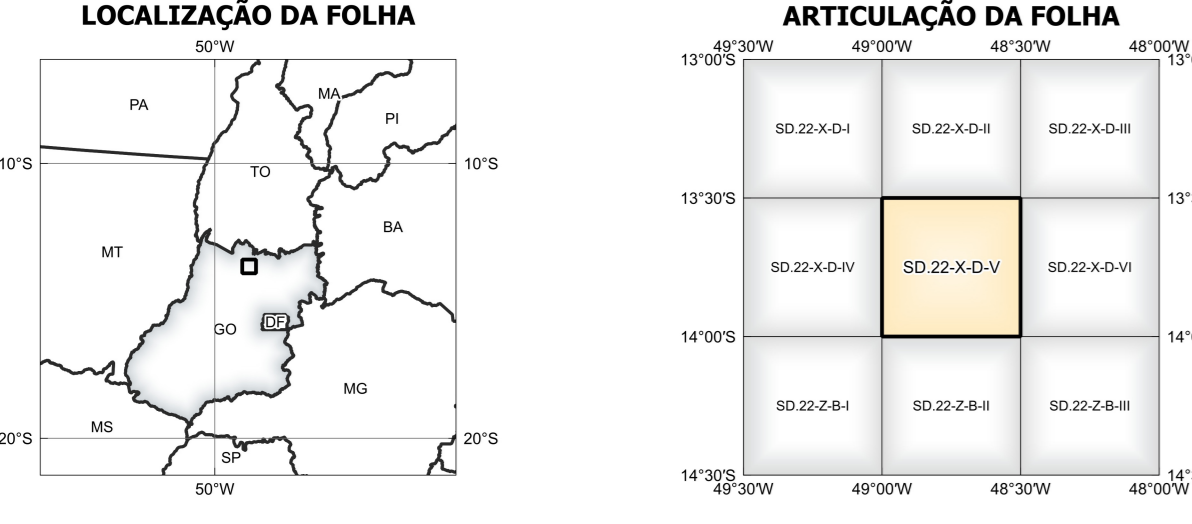 LOCALIZAÇÃO DA FOLHA
50°W
PA
MA
PI
10°S
TO
10°S
BA
MT
GO
DF
MG
MS
20°S
SP
20°S
50°W
ARTICULAÇÃO DA FOLHA
49°30'W 49°00'W 48°30'W 48°00'W
13°00'S
SD.22-X-D-I SD.22-X-D-II SD.22-X-D-III
13°30'S
SD.22-X-D-IV SD.22-X-D-V SD.22-X-D-VI
14°00'S
SD.22-Z-B-I SD.22-Z-B-II SD.22-Z-B-III
14°30'S
49°30'W 49°00'W 48°30'W 48°00'W